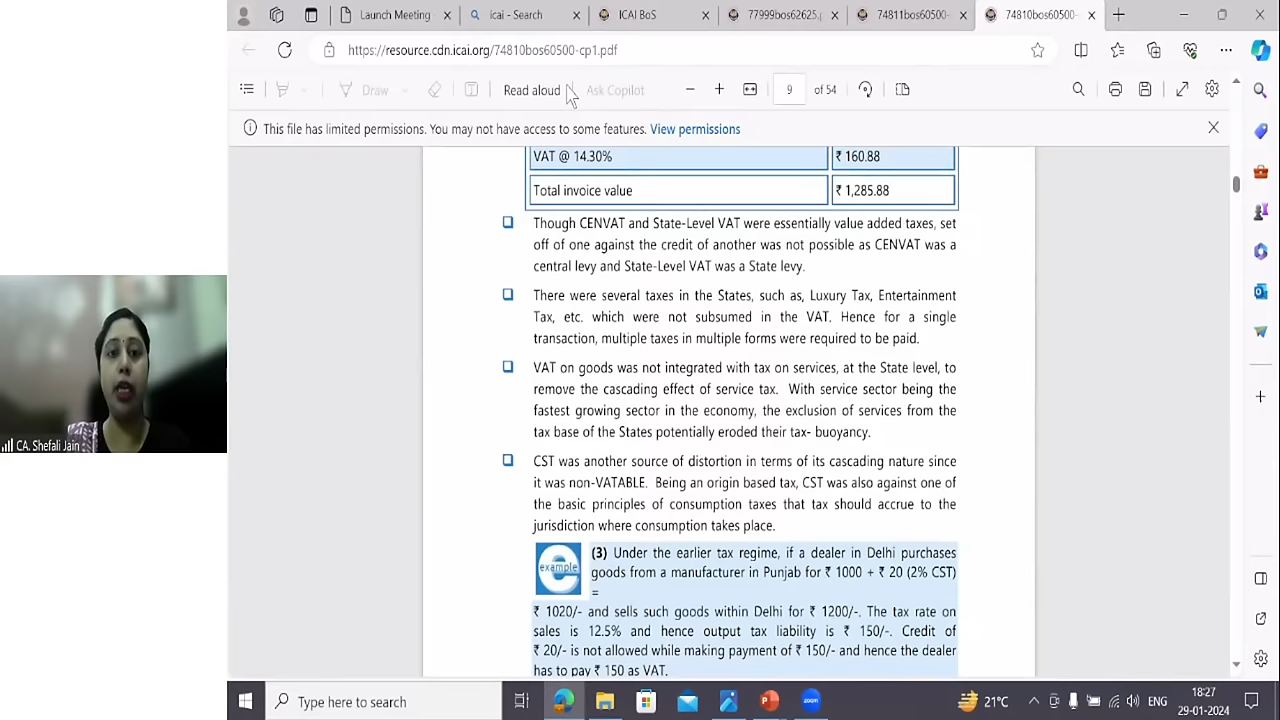 Launch Meeting
icai - Search
ICAI BoS
77999bos62625.p
74811bos60500-
74810bos60500-
https://resource.cdn.icai.org/74810bos60500-cp1.pdf
Draw
Read aloud
Ask Copilot
9
of 54
This file has limited permissions. You may not have access to some features. View permissions
VAT @ 14.30%
₹ 160.88
Total invoice value
₹ 1,285.88
Though CENVAT and State-Level VAT were essentially value added taxes, set
off of one against the credit of another was not possible as CENVAT was a
central levy and State-Level VAT was a State levy.
There were several taxes in the States, such as, Luxury Tax, Entertainment
Tax, etc. which were not subsumed in the VAT. Hence for a single
transaction, multiple taxes in multiple forms were required to be paid.
VAT on goods was not integrated with tax on services, at the State level, to
remove the cascading effect of service tax. With service sector being the
fastest growing sector in the economy, the exclusion of services from the
tax base of the States potentially eroded their tax- buoyancy.
CST was another source of distortion in terms of its cascading nature since
it was non-VATABLE. Being an origin based tax, CST was also against one of
the basic principles of consumption taxes that tax should accrue to the
jurisdiction where consumption takes place.
example
(3) Under the earlier tax regime, if a dealer in Delhi purchases
goods from a manufacturer in Punjab for ₹ 1000 + ₹ 20 (2% CST)
=
₹ 1020/- and sells such goods within Delhi for ₹ 1200/-. The tax rate on
sales is 12.5% and hence output tax liability is ₹ 150/-. Credit of
₹ 20/- is not allowed while making payment of ₹ 150/- and hence the dealer
has to pay ₹ 150 as VAT.
CA. Shefali Jain
Type here to search
zoom
21°C
ENG
18:27
29-01-2024